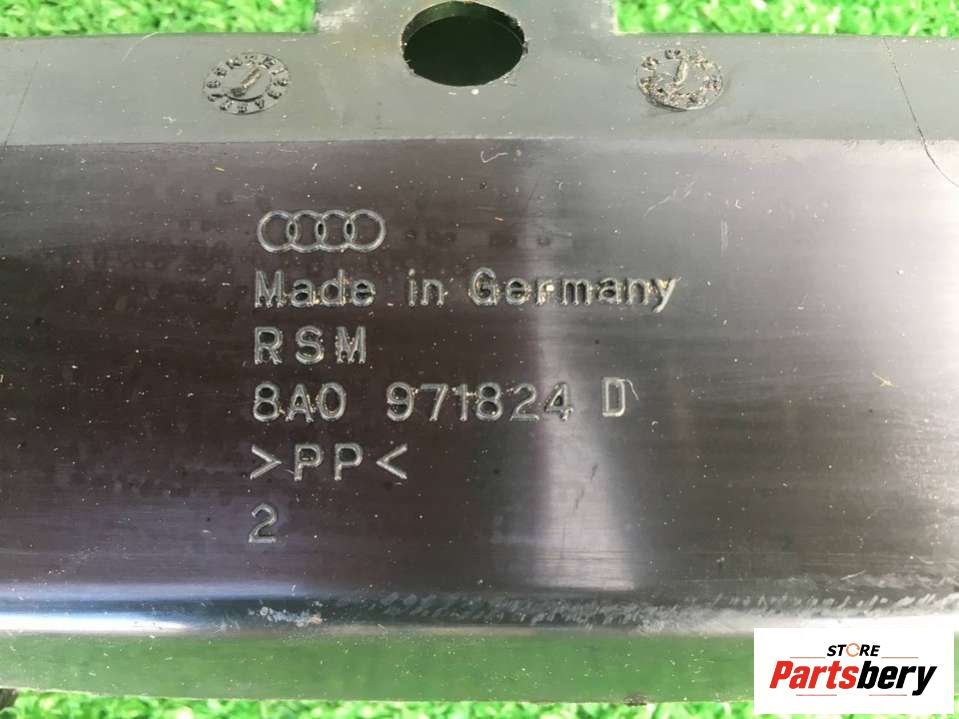 Made in Germany
RSM
8A0 971824 D
>PP<
2
STORE
Partsbery